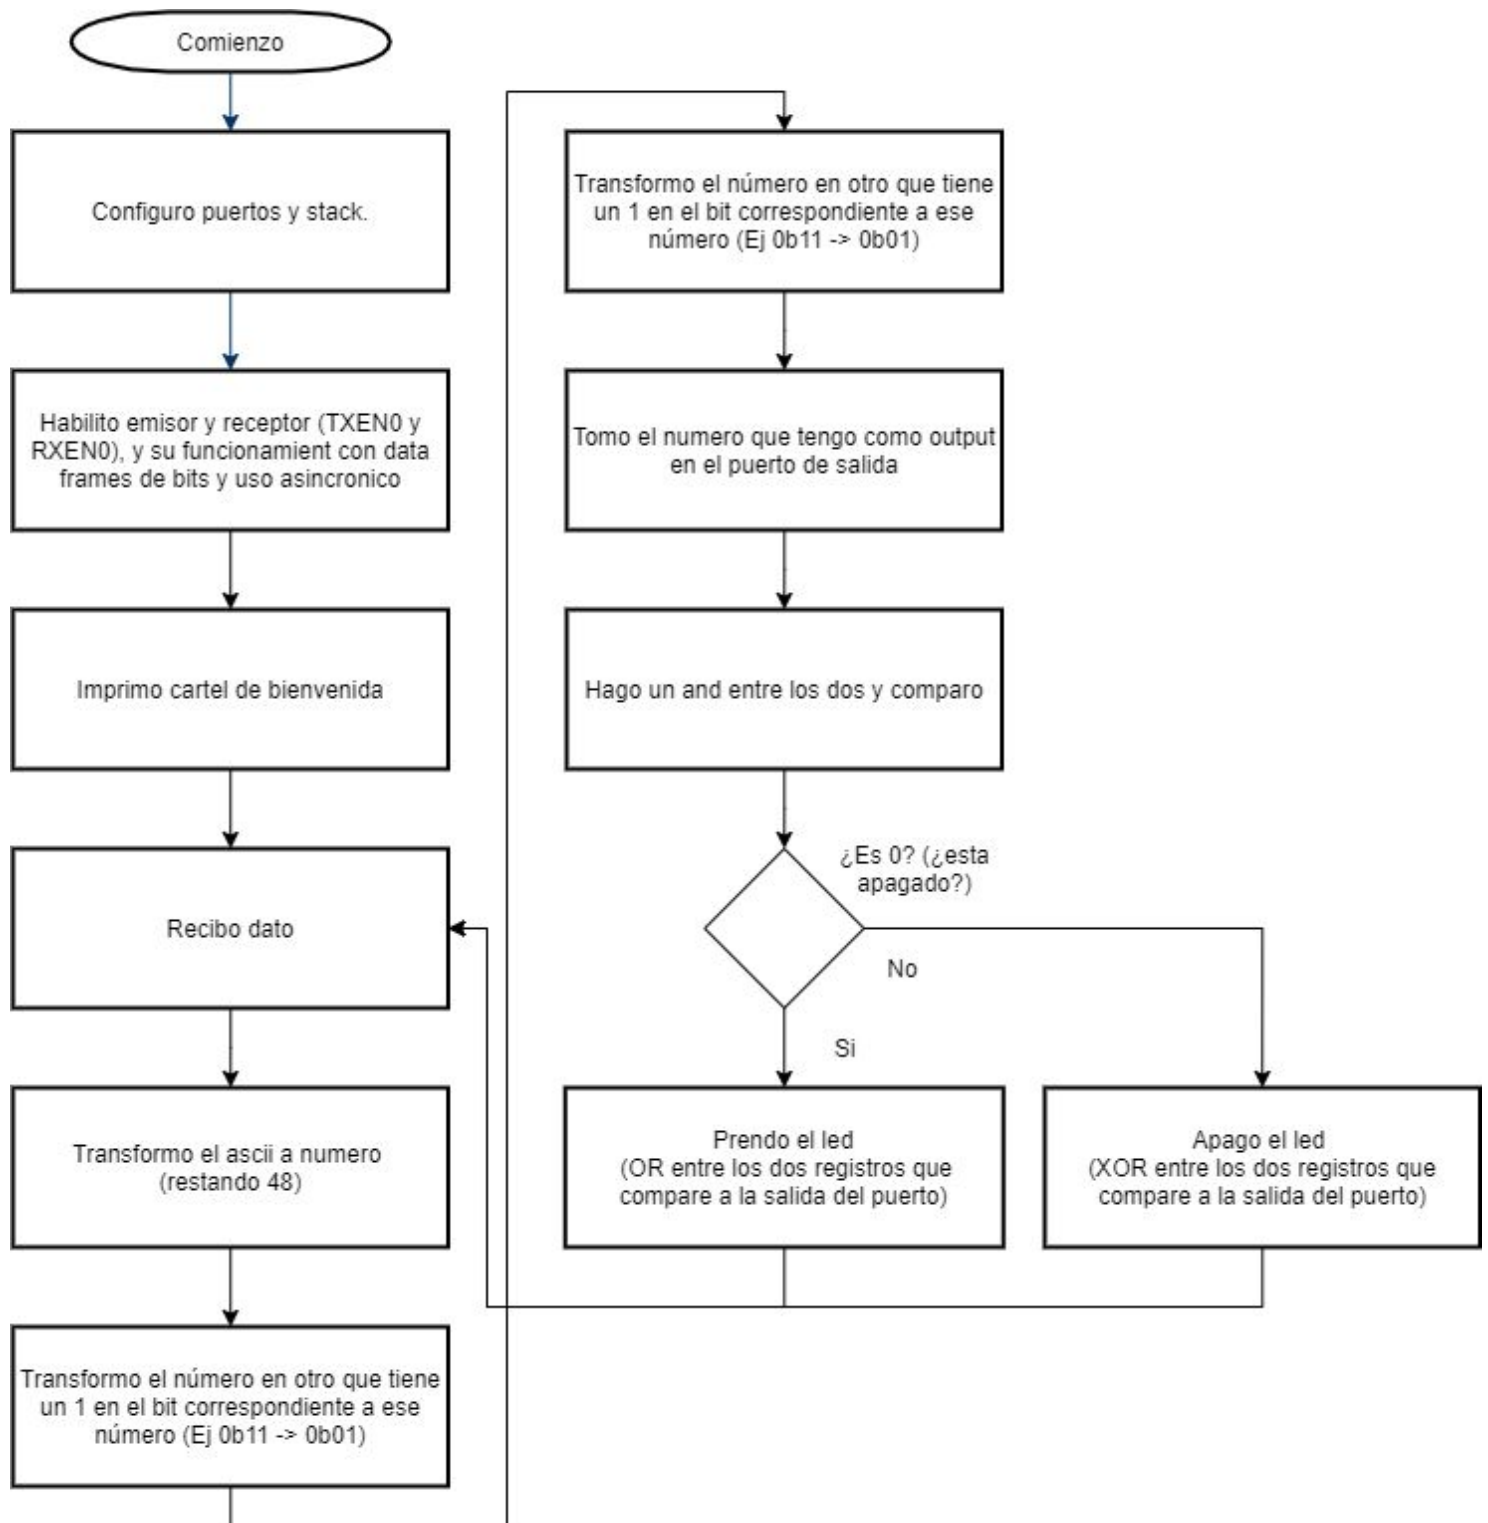 Comienzo
Configuro puertos y stack.
Habilito emisor y receptor (TXEN0 y
RXEN0), y su funcionamient con data
frames de bits y uso asincronico
Imprimo cartel de bienvenida
Recibo dato
Transformo el ascii a numero
(restando 48)
Transformo el número en otro que tiene
un 1 en el bit correspondiente a ese
número (Ej 0b11 -> 0b01)
Transformo el número en otro que tiene
un 1 en el bit correspondiente a ese
número (Ej 0b11 -> 0b01)
Tomo el numero que tengo como output
en el puerto de salida
Hago un and entre los dos y comparo
¿Es 0? (¿esta
apagado?)
No
Si
Prendo el led
(OR entre los dos registros que
compare a la salida del puerto)
Apago el led
(XOR entre los dos registros que
compare a la salida del puerto)